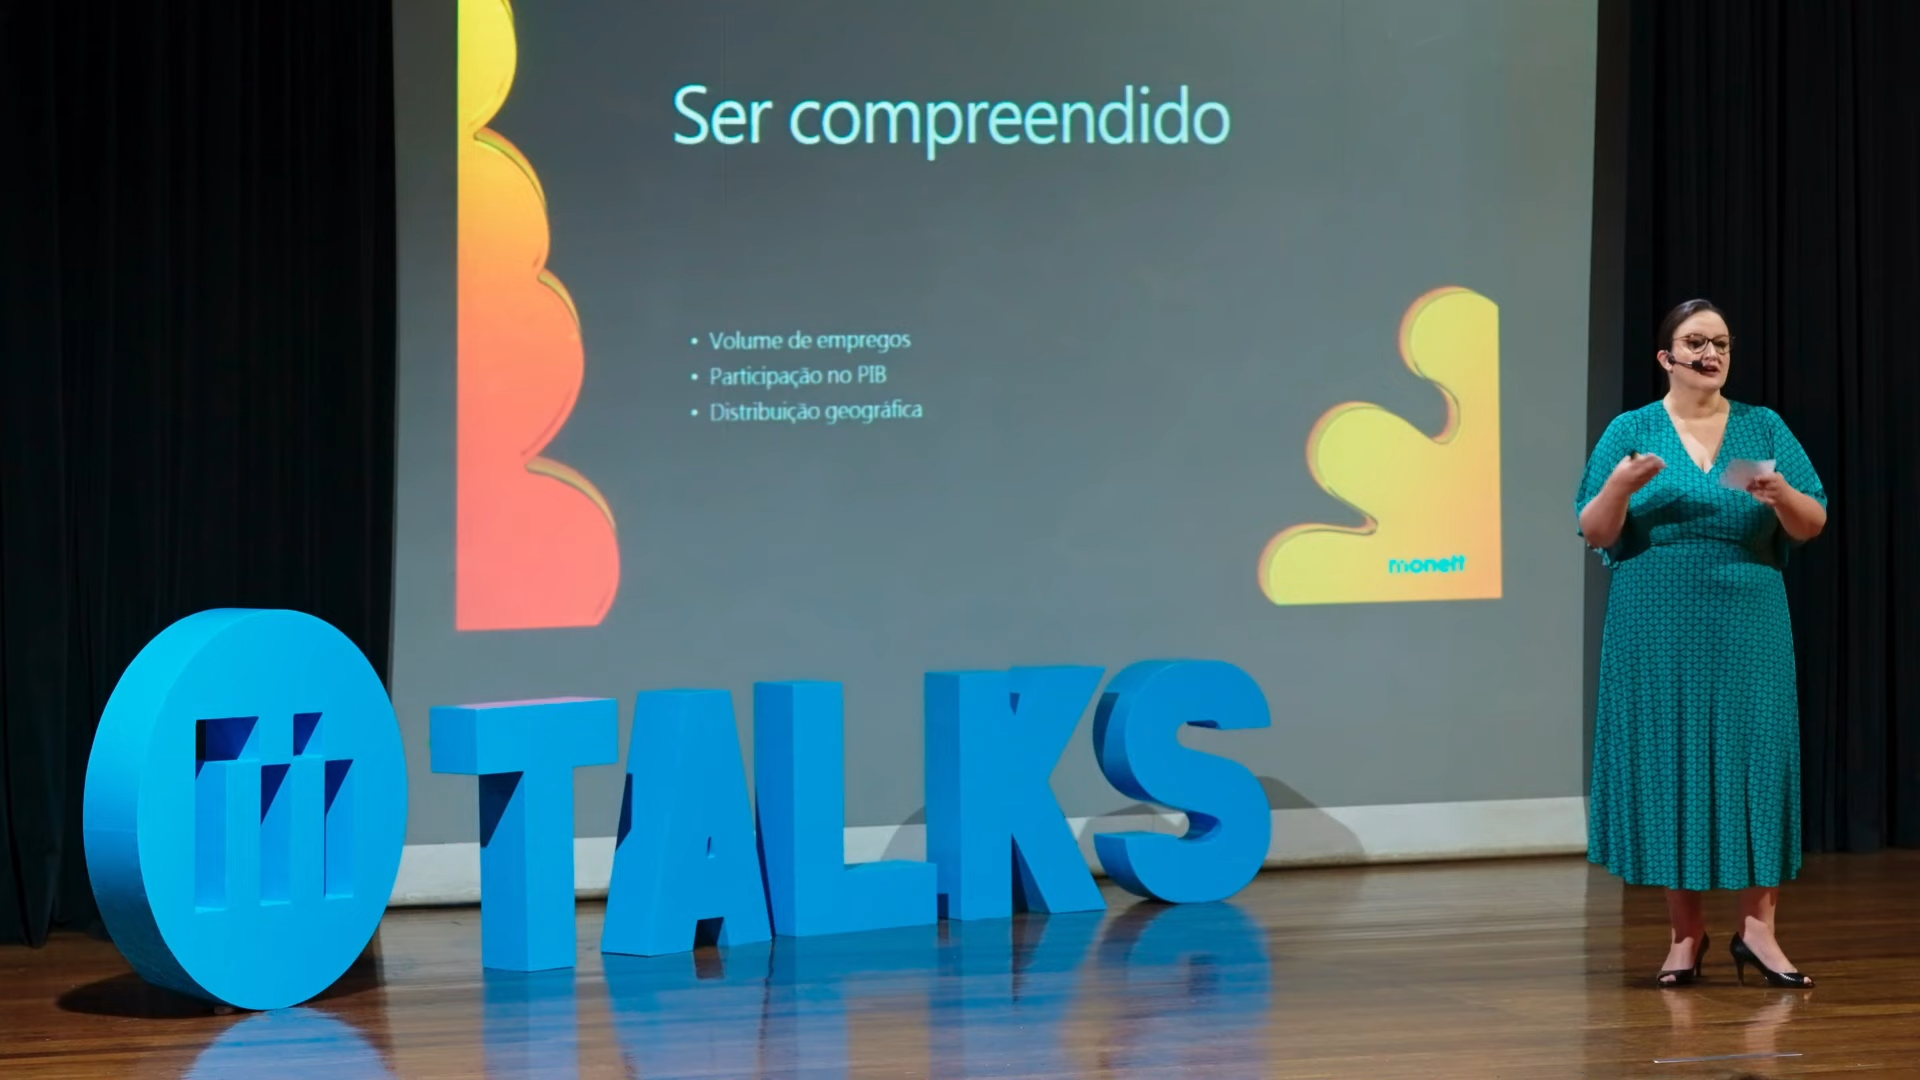 Ser compreendido
• Volume de empregos
• Participação no PIB
• Distribuição geográfica
monett
TALKS